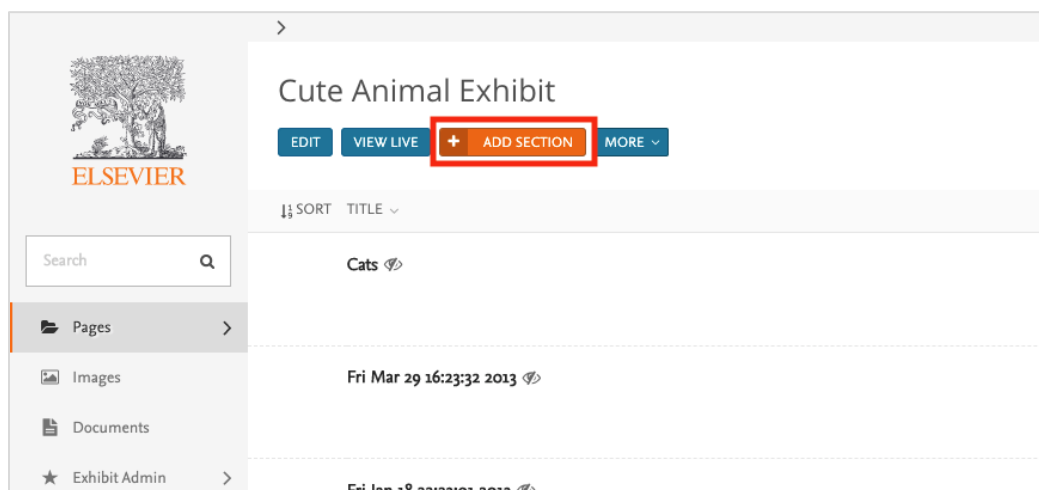 Cute Animal Exhibit
EDIT VIEW LIVE + ADD SECTION MORE
ELSEVIER
SORT TITLE
Search
Cats
Pages
Images
Fri Mar 29 16:23:32 2013
Documents
Exhibit Admin